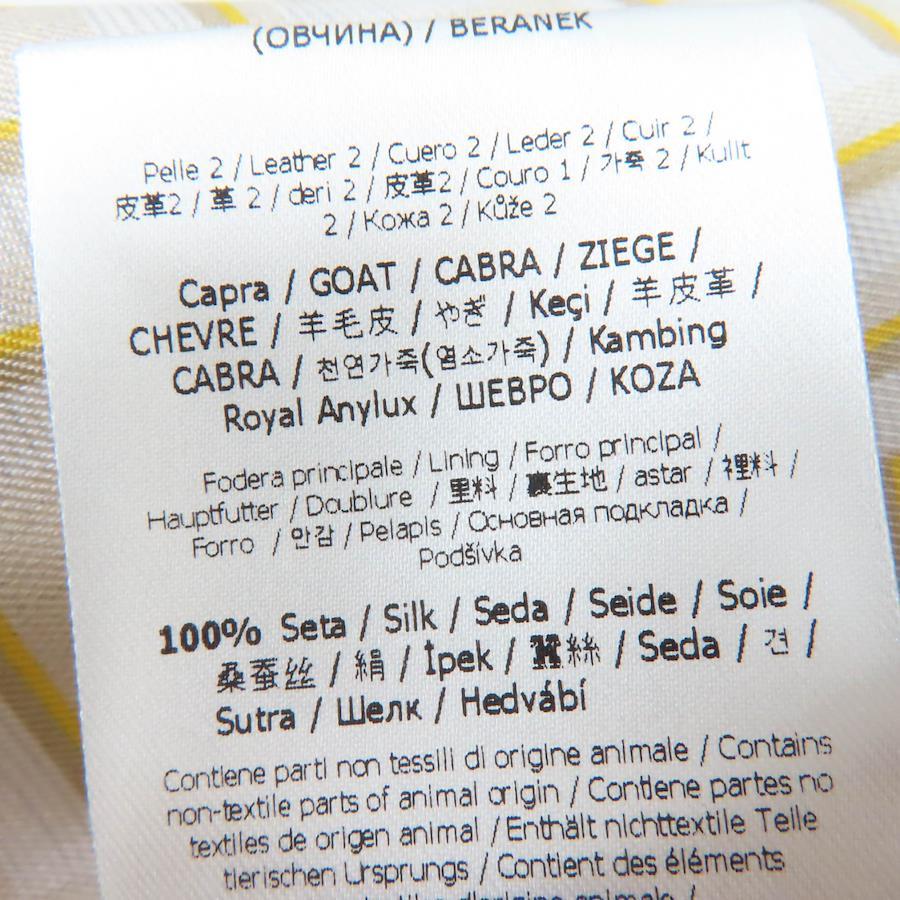 (ОВЧИНА) / BERANEK
Pelle 2 / Leather 2 / Cuero 2 / Leder 2 / Cuir 2 /
皮革2 / 革 2 / deri 2 / 皮革2 / Couro 1 / 가죽 2 / Kulit
2 / Кожа 2 / Kůže 2
Capra / GOAT / CABRA / ZIEGE /
CHEVRE / 羊毛皮 / やぎ / Keçi / 羊皮革 /
CABRA / 천연가죽(염소가죽) / Kambing
Royal Anylux / ШЕВРО / KOZA
Fodera principale / Lining / Forro principal /
Hauptfutter / Doublure / 里料 / 裏生地 / astar / 裡料 /
Forro / 안감 / Pelapis / Основная подкладка /
Podšívka
100% Seta / Silk / Seda / Seide / Soie /
桑蚕丝 / 絹 / İpek / 絲 / Seda / 견 /
Sutra / Шелк / Hedvábí
Contiene parti non tessili di origine animale / Contains
non-textile parts of animal origin / Contiene partes no
textiles de origen animal / Enthält nichttextile Teile
tierischen Ursprungs / Contient des éléments
d'origine animale /